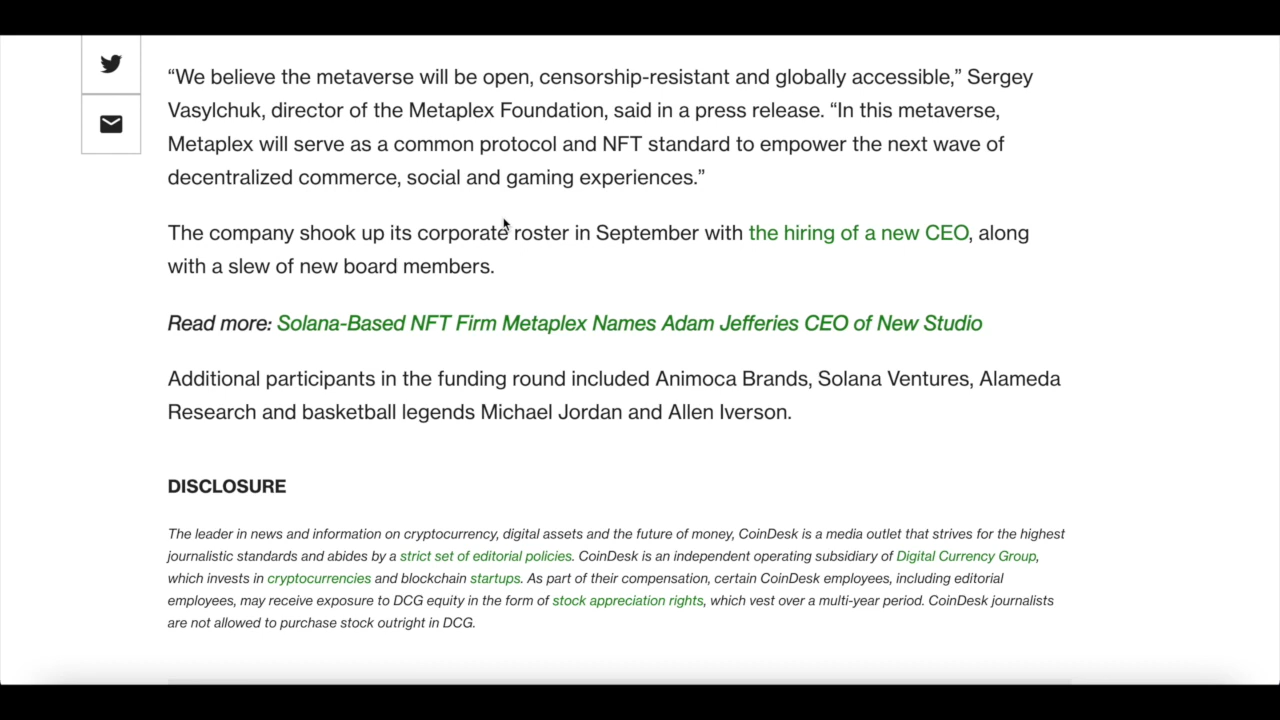 “We believe the metaverse will be open, censorship-resistant and globally accessible,” Sergey
Vasylchuk, director of the Metaplex Foundation, said in a press release. “In this metaverse,
Metaplex will serve as a common protocol and NFT standard to empower the next wave of
decentralized commerce, social and gaming experiences.”
The company shook up its corporate roster in September with the hiring of a new CEO, along
with a slew of new board members.
Read more: Solana-Based NFT Firm Metaplex Names Adam Jefferies CEO of New Studio
Additional participants in the funding round included Animoca Brands, Solana Ventures, Alameda
Research and basketball legends Michael Jordan and Allen Iverson.
DISCLOSURE
The leader in news and information on cryptocurrency, digital assets and the future of money, CoinDesk is a media outlet that strives for the highest
journalistic standards and abides by a strict set of editorial policies. CoinDesk is an independent operating subsidiary of Digital Currency Group,
which invests in cryptocurrencies and blockchain startups. As part of their compensation, certain CoinDesk employees, including editorial
employees, may receive exposure to DCG equity in the form of stock appreciation rights, which vest over a multi-year period. CoinDesk journalists
are not allowed to purchase stock outright in DCG.